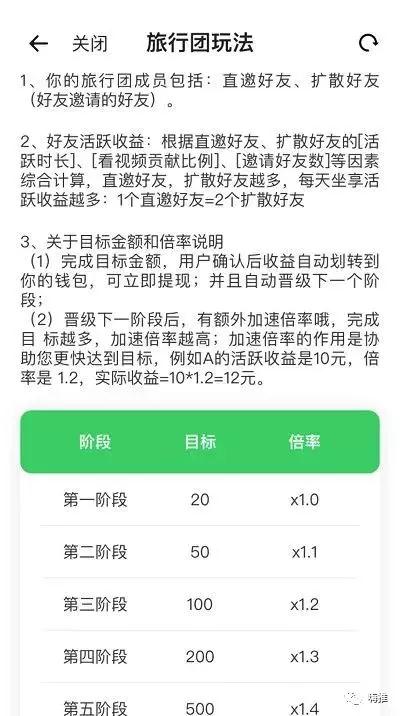 关闭 旅行团玩法
1、你的旅行团成员包括：直邀好友、扩散好友
（好友邀请的好友）。
2、好友活跃收益：根据直邀好友、扩散好友的[活
跃时长]、[看视频贡献比例]、[邀请好友数]等因素
综合计算，直邀好友，扩散好友越多，每天坐享活
跃收益越多：1个直邀好友=2个扩散好友
3、关于目标金额和倍率说明
（1）完成目标金额，用户确认后收益自动划转到
你的钱包，可立即提现；并且自动晋级下一个阶
段；
（2）晋级下一阶段后，有额外加速倍率哦，完成
目 标越多，加速倍率越高；加速倍率的作用是协
助您更快达到目标，例如A的活跃收益是10元，倍
率是 1.2，实际收益=10*1.2=12元。
阶段 目标 倍率
第一阶段 20 x1.0
第二阶段 50 x1.1
第三阶段 100 x1.2
第四阶段 200 x1.3
第五阶段 500 x1.4
嗨推